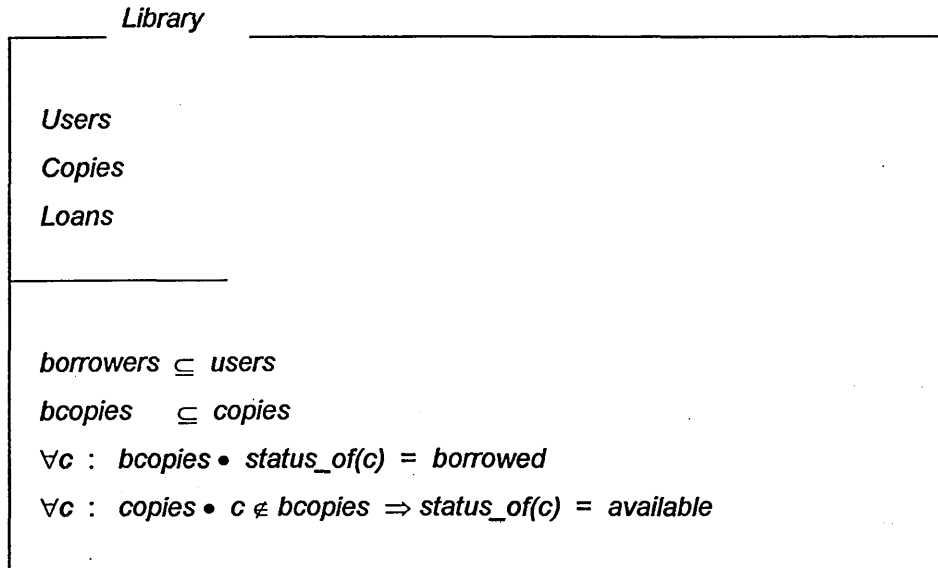 Library
Users
Copies
Loans
borrowers ⊆ users
bcopies ⊆ copies
∀c : bcopies • status_of(c) = borrowed
∀c : copies • c ∉ bcopies ⇒ status_of(c) = available